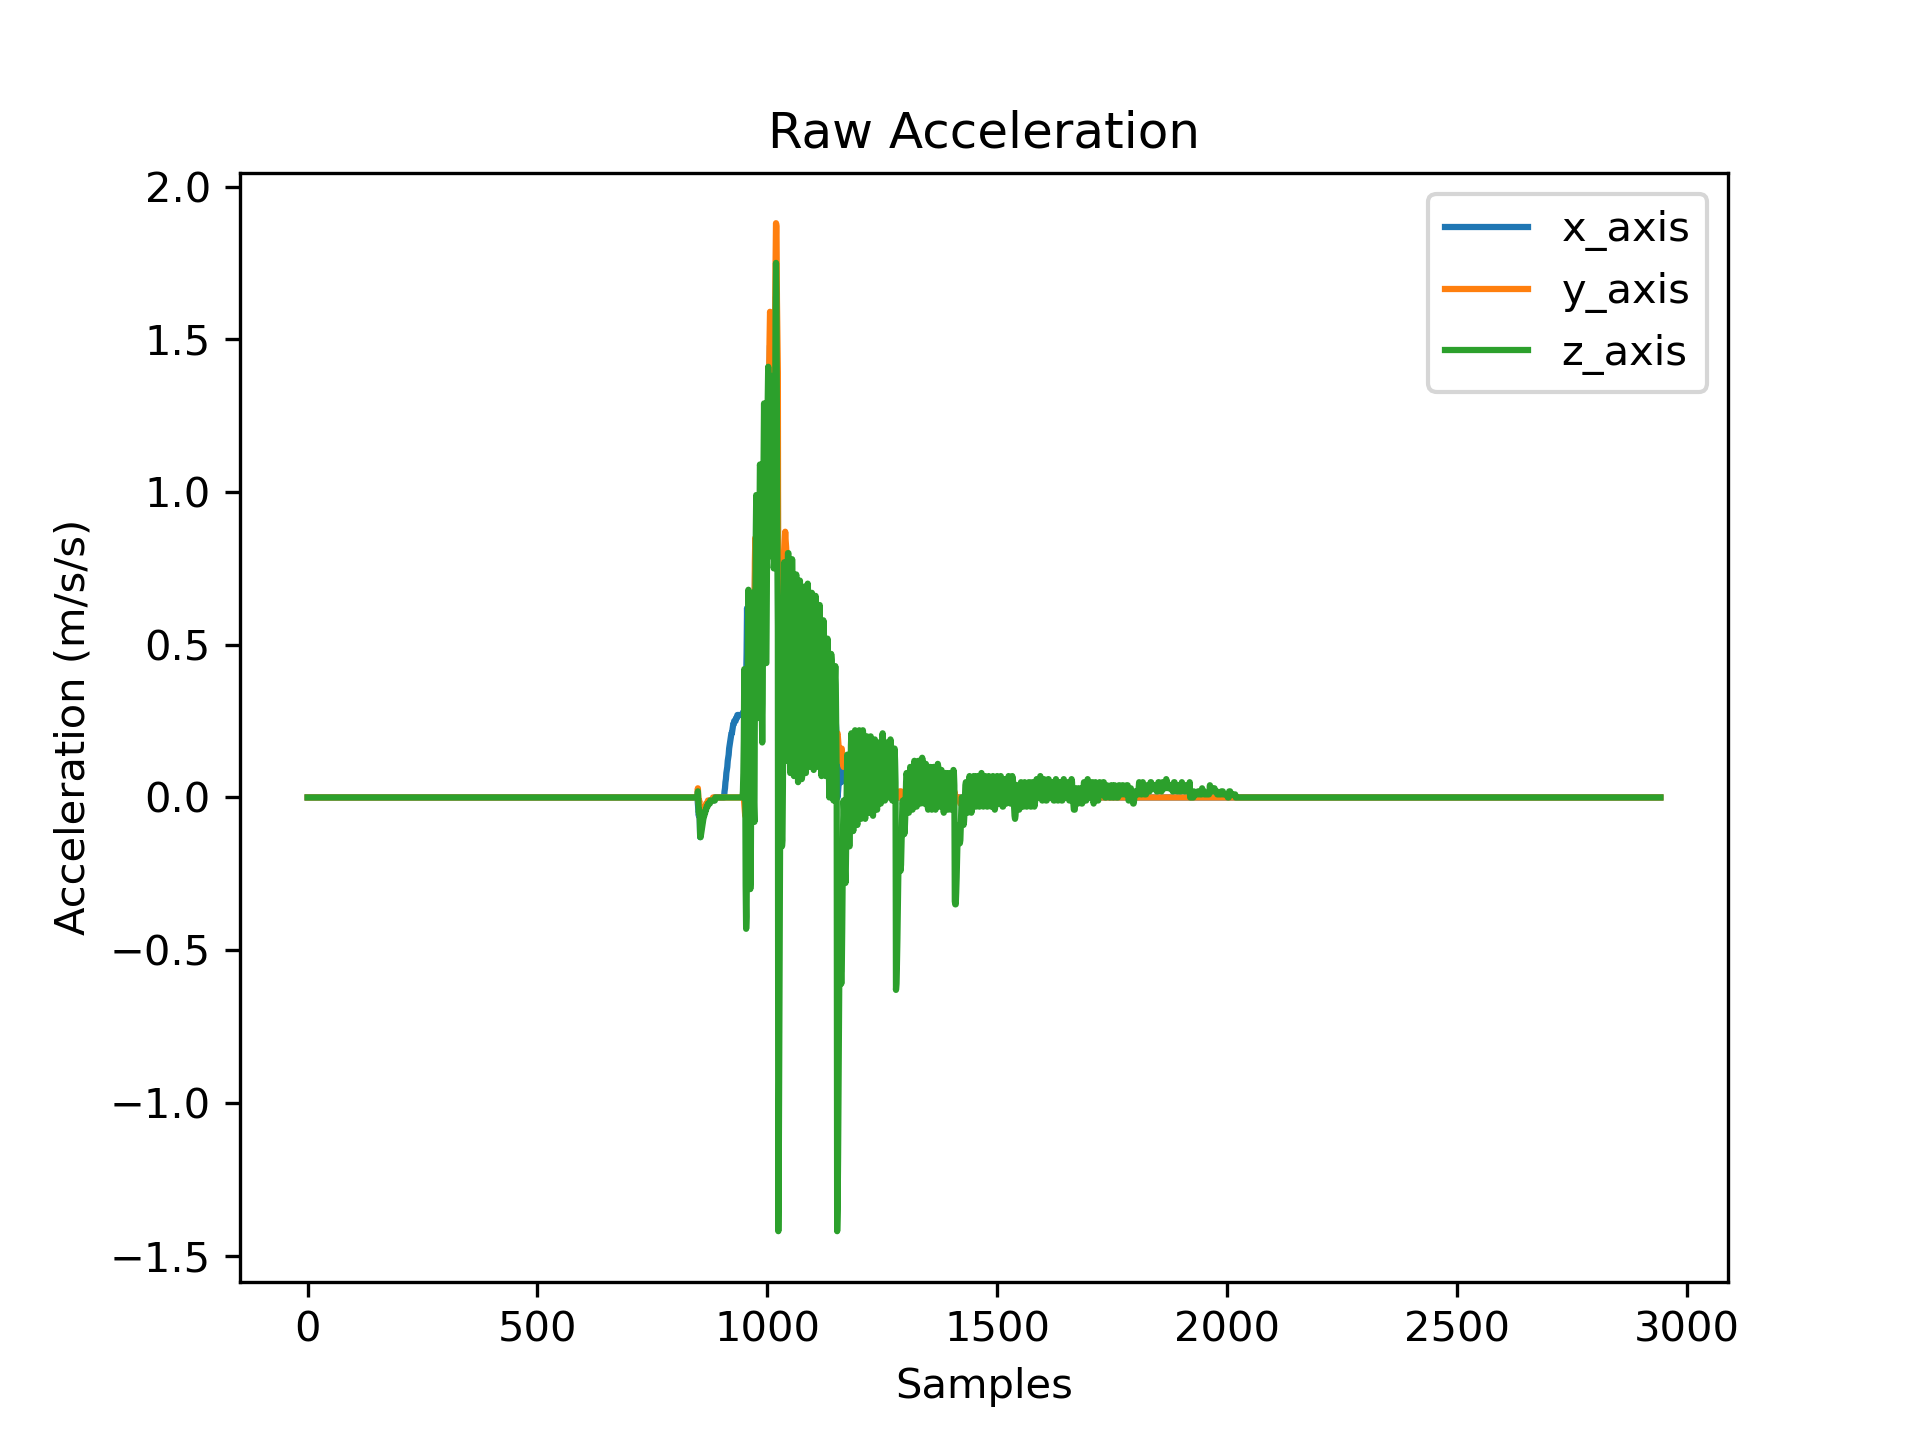 Raw Acceleration
2.0
1.5
1.0
0.5
0.0
−0.5
−1.0
−1.5
Acceleration (m/s/s)
x_axis
y_axis
z_axis
0 500 1000 1500 2000 2500 3000
Samples